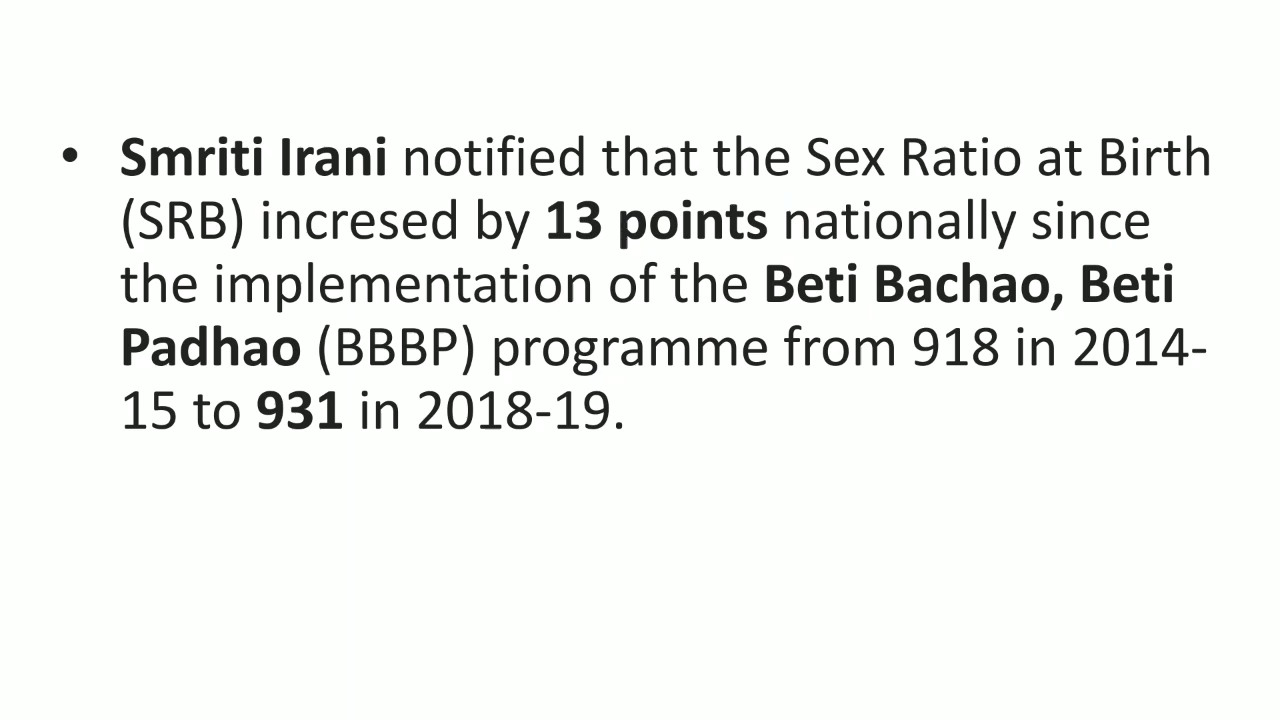 • Smriti Irani notified that the Sex Ratio at Birth
(SRB) incresed by 13 points nationally since
the implementation of the Beti Bachao, Beti
Padhao (BBBP) programme from 918 in 2014-
15 to 931 in 2018-19.